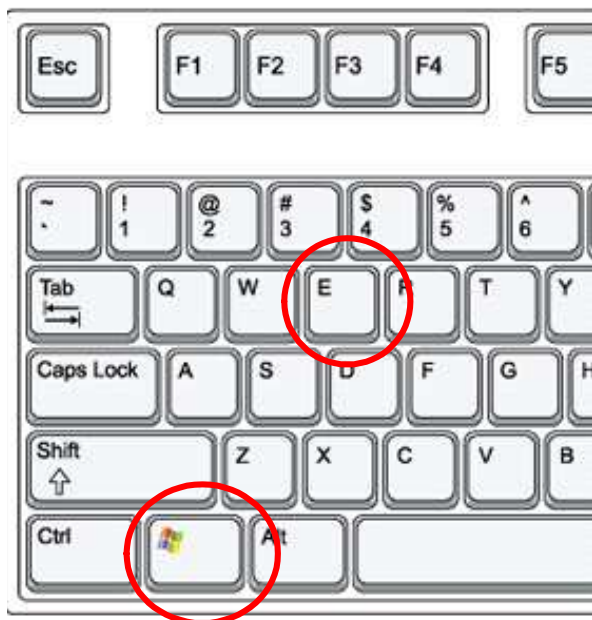 Esc F1 F2 F3 F4 F5
~ ! @ # $ % ^
` 1 2 3 4 5 6
Tab Q W E R T Y
Caps Lock A S D F G H
Shift Z X C V B
Ctrl Alt